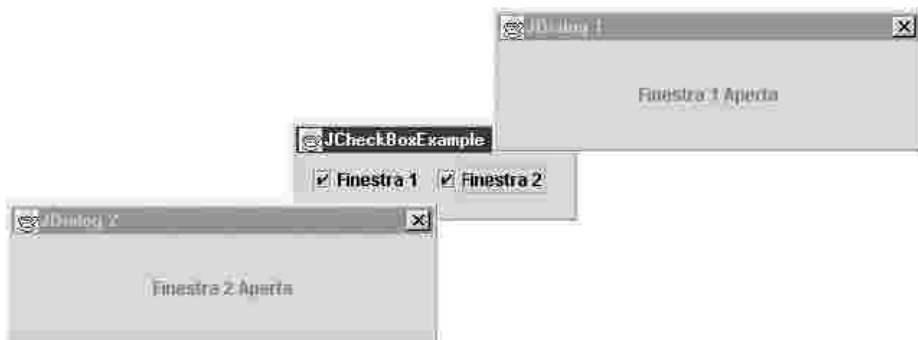 JDialog 1
Finestra 1 Aperta
JCheckBoxExample
Finestra 1 Finestra 2
JDialog 2
Finestra 2 Aperta